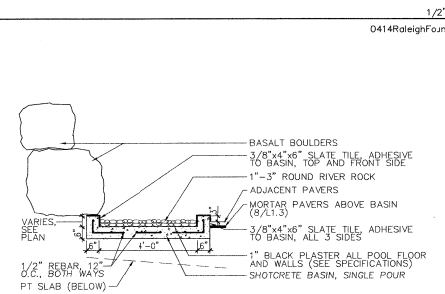 1/2"
0414RaleighFoun
BASALT BOULDERS
3/8"x4"x6" SLATE TILE, ADHESIVE
TO BASIN, TOP AND FRONT SIDE
1"-3" ROUND RIVER ROCK
ADJACENT PAVERS
MORTAR PAVERS ABOVE BASIN
(8/L1.3)
3/8"x4"x6" SLATE TILE, ADHESIVE
TO BASIN, ALL 3 SIDES
1" BLACK PLASTER ALL POOL FLOOR
AND WALLS (SEE SPECIFICATIONS)
SHOTCRETE BASIN, SINGLE POUR
VARIES,
SEE
PLAN
6"
6"
4'-0"
6"
3"
1/2" REBAR, 12"
O.C., BOTH WAYS
PT SLAB (BELOW)